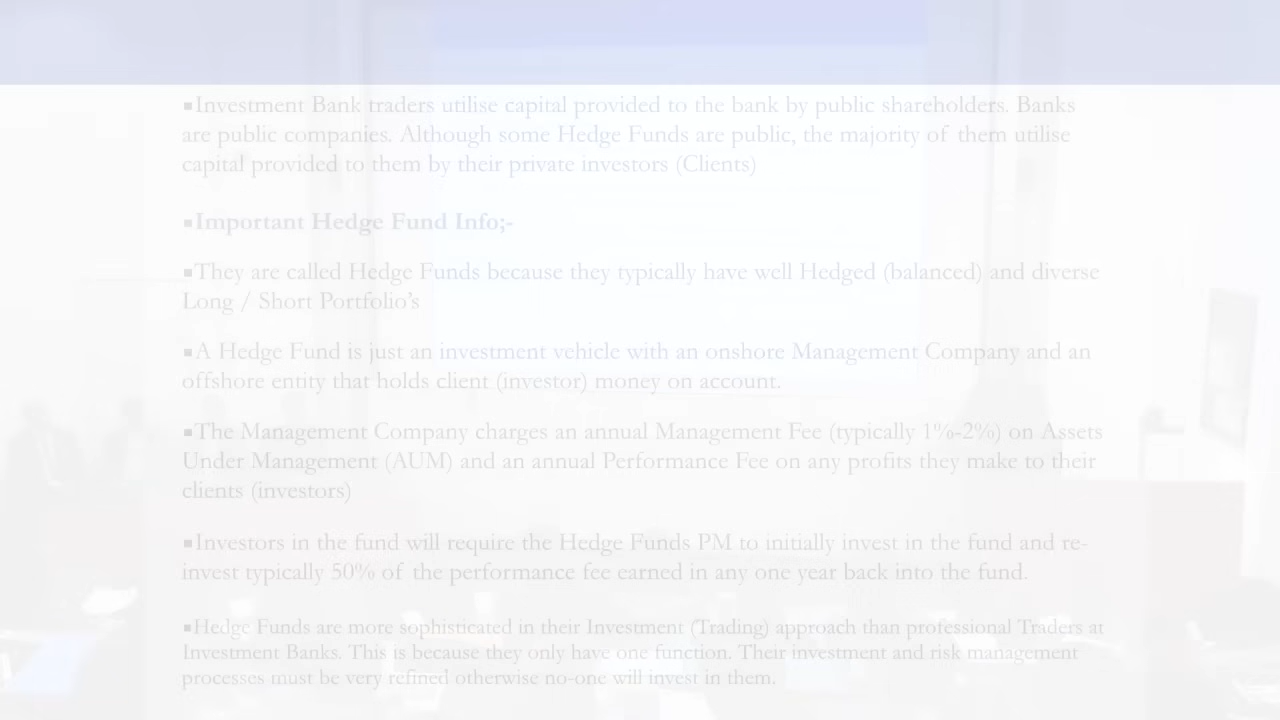 ▪Investment Bank traders utilise capital provided to the bank by public shareholders. Banks
are public companies. Although some Hedge Funds are public, the majority of them utilise
capital provided to them by their private investors (Clients)
▪Important Hedge Fund Info;-
▪They are called Hedge Funds because they typically have well Hedged (balanced) and diverse
Long / Short Portfolio's
▪A Hedge Fund is just an investment vehicle with an onshore Management Company and an
offshore entity that holds client (investor) money on account.
▪The Management Company charges an annual Management Fee (typically 1%-2%) on Assets
Under Management (AUM) and an annual Performance Fee on any profits they make to their
clients (investors)
▪Investors in the fund will require the Hedge Funds PM to initially invest in the fund and re-
invest typically 50% of the performance fee earned in any one year back into the fund.
▪Hedge Funds are more sophisticated in their Investment (Trading) approach than professional Traders at
Investment Banks. This is because they only have one function. Their investment and risk management
processes must be very refined otherwise no-one will invest in them.